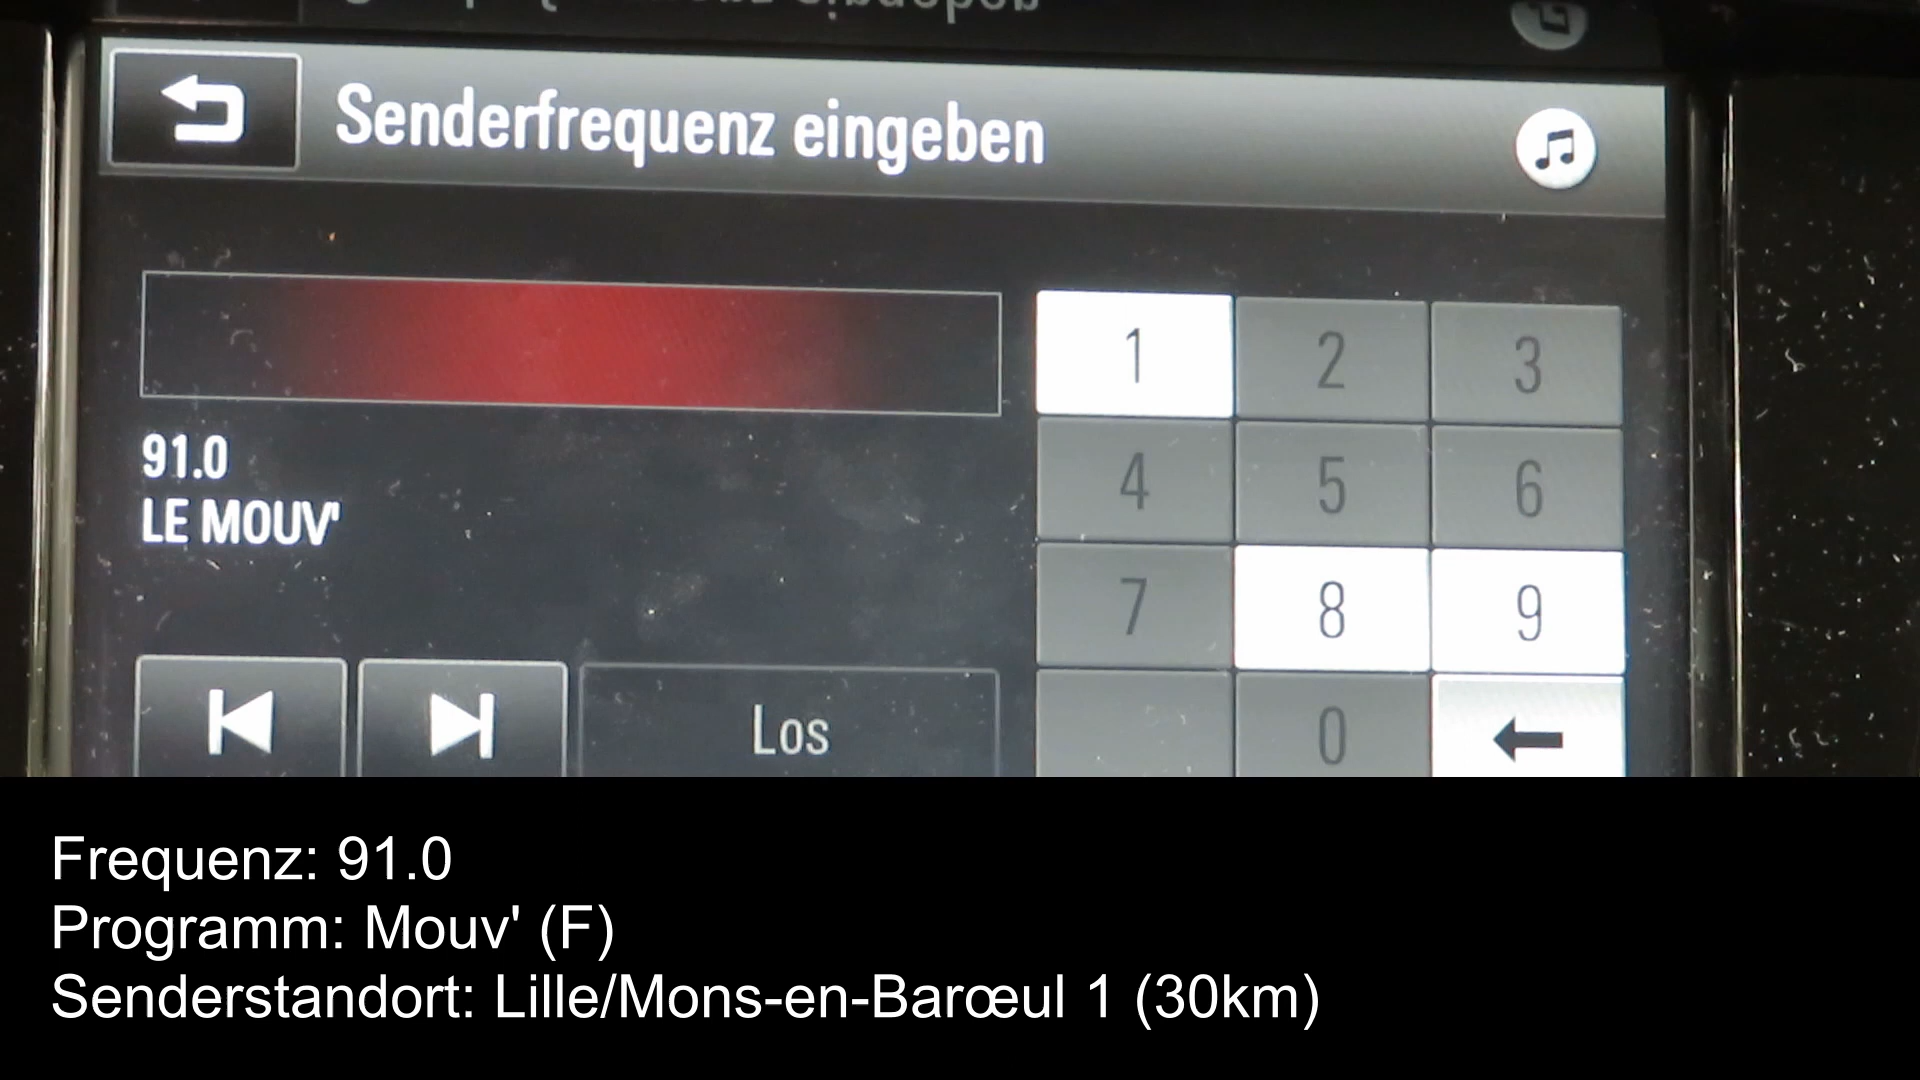 Senderfrequenz eingeben
1 2 3
91.0
LE MOUV'
4 5 6
7 8 9
Los
0
Frequenz: 91.0
Programm: Mouv' (F)
Senderstandort: Lille/Mons-en-Barœul 1 (30km)